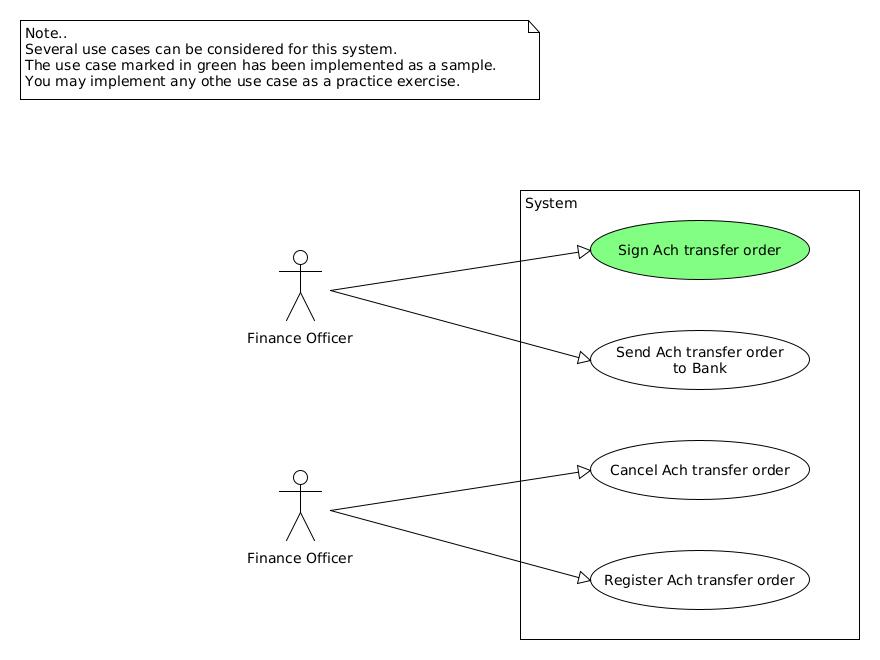 Note..
Several use cases can be considered for this system.
The use case marked in green has been implemented as a sample.
You may implement any othe use case as a practice exercise.
System
Sign Ach transfer order
Finance Officer
Send Ach transfer order
to Bank
Cancel Ach transfer order
Finance Officer
Register Ach transfer order